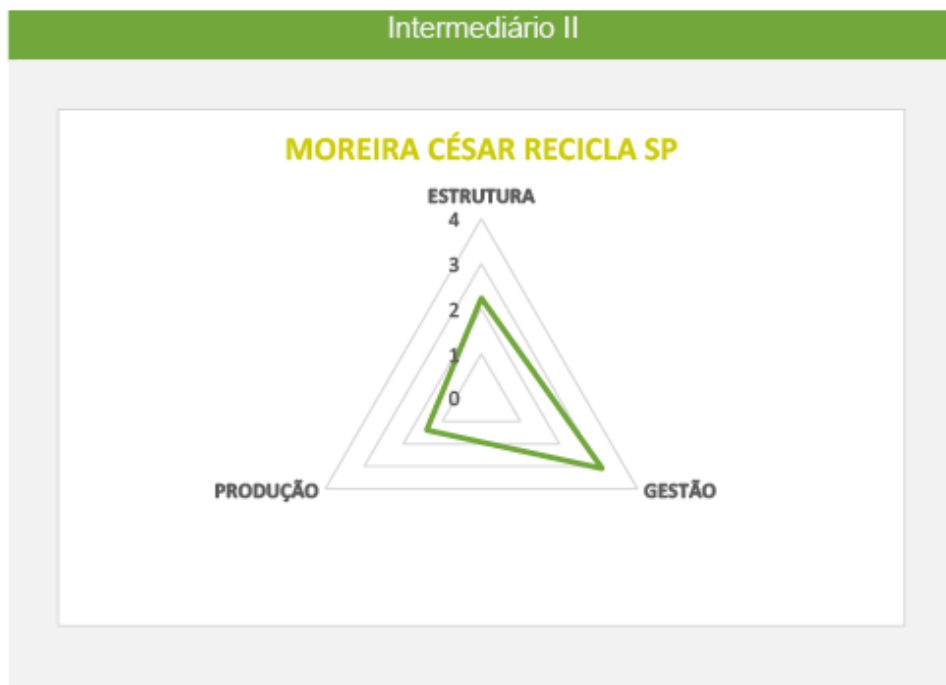 Intermediário II
MOREIRA CÉSAR RECICLA SP
ESTRUTURA
4
3
2
1
0
PRODUÇÃO
GESTÃO